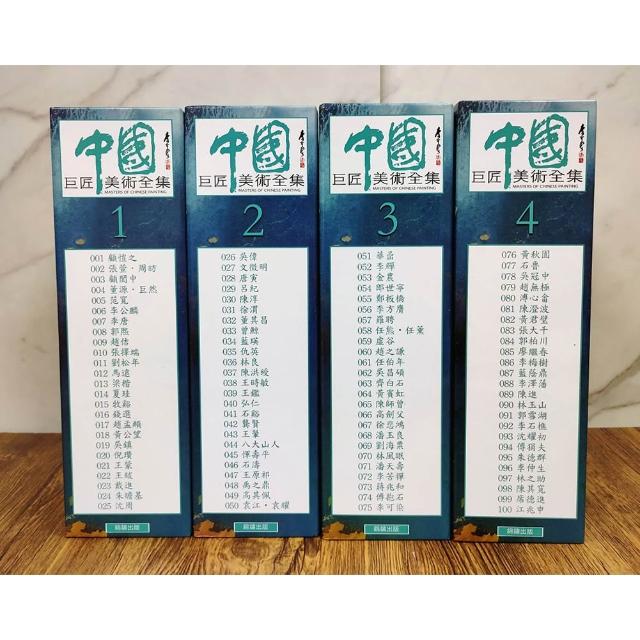 中國
巨匠美術全集
MASTERS OF CHINESE PAINTING
1
001 顧愷之
002 張萱·周昉
003 顧閎中
004 董源·巨然
005 范寬
006 李公麟
007 李唐
008 郭熙
009 趙佶
010 張擇端
011 劉松年
012 馬遠
013 梁楷
014 夏珪
015 牧谿
016 錢選
017 趙孟頫
018 黃公望
019 吳鎮
020 倪瓚
021 王蒙
022 王紱
023 戴進
024 朱瞻基
025 沈周
錦繡出版
中國
巨匠美術全集
MASTERS OF CHINESE PAINTING
2
026 吳偉
027 文徵明
028 唐寅
029 呂紀
030 陳淳
031 徐渭
032 董其昌
033 曾鯨
034 藍瑛
035 仇英
036 林良
037 陳洪綬
038 王時敏
039 王鑑
040 弘仁
041 石谿
042 龔賢
043 王翬
044 八大山人
045 惲壽平
046 石濤
047 王原祁
048 禹之鼎
049 高其佩
050 袁江·袁耀
錦繡出版
中國
巨匠美術全集
MASTERS OF CHINESE PAINTING
3
051 華嵒
052 李鱓
053 金農
054 郎世寧
055 鄭板橋
056 李方膺
057 羅聘
058 任熊·任薰
059 虛谷
060 趙之謙
061 任伯年
062 吳昌碩
063 齊白石
064 黃賓虹
065 陳師曾
066 高劍父
067 徐悲鴻
068 潘玉良
069 劉海粟
070 林風眠
071 潘天壽
072 李苦禪
073 蔣兆和
074 傅抱石
075 李可染
錦繡出版
中國
巨匠美術全集
MASTERS OF CHINESE PAINTING
4
076 黃秋園
077 石魯
078 吳冠中
079 趙無極
080 溥心畬
081 陳澄波
082 黃君璧
083 張大千
084 郭柏川
085 廖繼春
086 李梅樹
087 藍蔭鼎
088 李澤藩
089 陳進
090 林玉山
091 郭雪湖
092 李石樵
093 沈耀初
094 傅狷夫
095 朱德群
096 李仲生
097 林之助
098 陳其寬
099 席德進
100 江兆申
錦繡出版